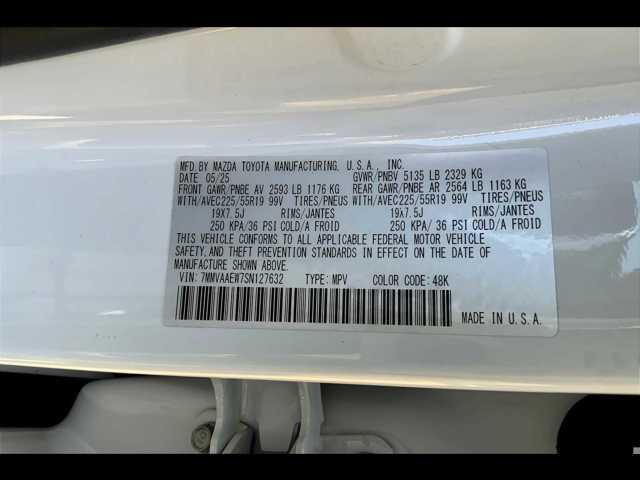 MFD. BY MAZDA TOYOTA MANUFACTURING, U.S.A., INC.
DATE 05/25 GVWR/PNBV 5135 LB 2329 KG
FRONT GAWR/PNBE AV 2593 LB 1176 KG REAR GAWR/PNBE AR 2564 LB 1163 KG
WITH/AVEC225/55R19 99V TIRES/PNEUS WITH/AVEC225/55R19 99V TIRES/PNEUS
19X7.5J RIMS/JANTES 19X7.5J RIMS/JANTES
250 KPA/ 36 PSI COLD/A FROID 250 KPA/ 36 PSI COLD/A FROID
THIS VEHICLE CONFORMS TO ALL APPLICABLE FEDERAL MOTOR VEHICLE
SAFETY, AND THEFT PREVENTION STANDARDS IN EFFECT ON THE DATE OF
MANUFACTURE SHOWN ABOVE.
VIN: 7MMVAAEW7SN127632 TYPE: MPV COLOR CODE: 48K
MADE IN U.S.A.